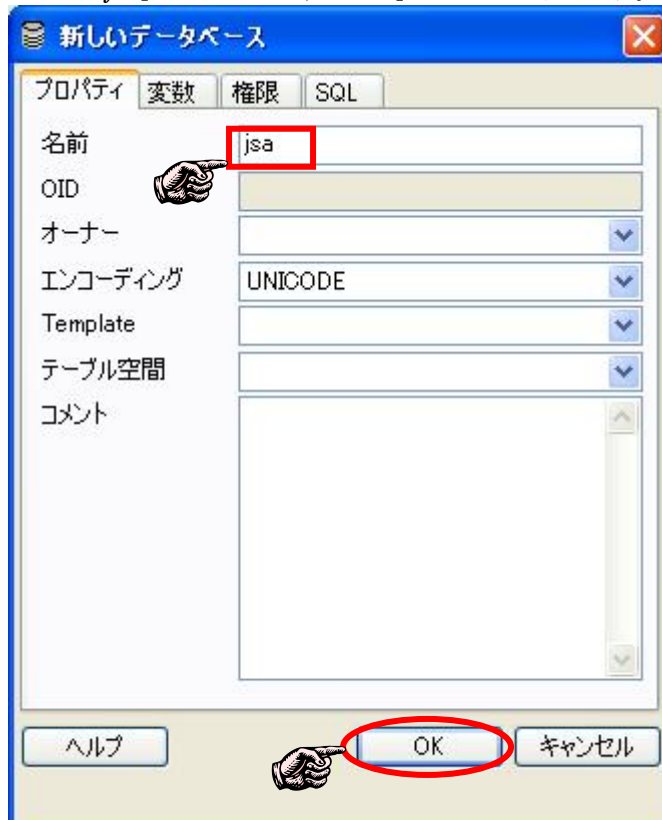 新しいデータベース
プロパティ 変数 権限 SQL
名前 jsa
OID
オーナー
エンコーディング UNICODE
Template
テーブル空間
コメント
ヘルプ OK キャンセル